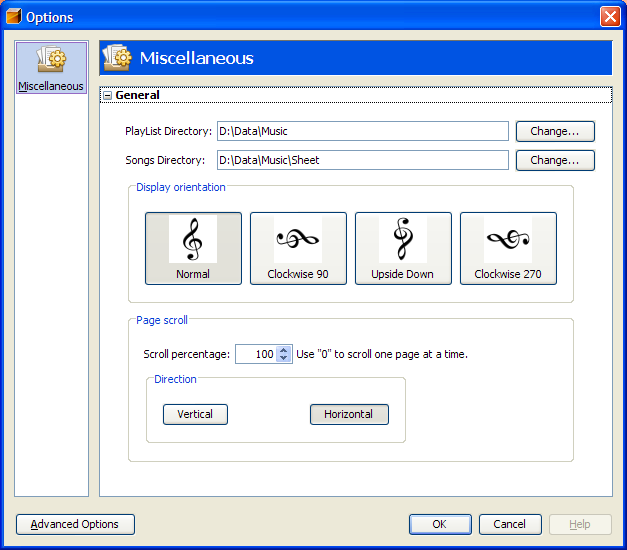 Options
Miscellaneous
Miscellaneous
General
PlayList Directory: D:\Data\Music Change...
Songs Directory: D:\Data\Music\Sheet Change...
Display orientation
Normal Clockwise 90 Upside Down Clockwise 270
Page scroll
Scroll percentage: 100 Use "0" to scroll one page at a time.
Direction
Vertical Horizontal
Advanced Options OK Cancel Help